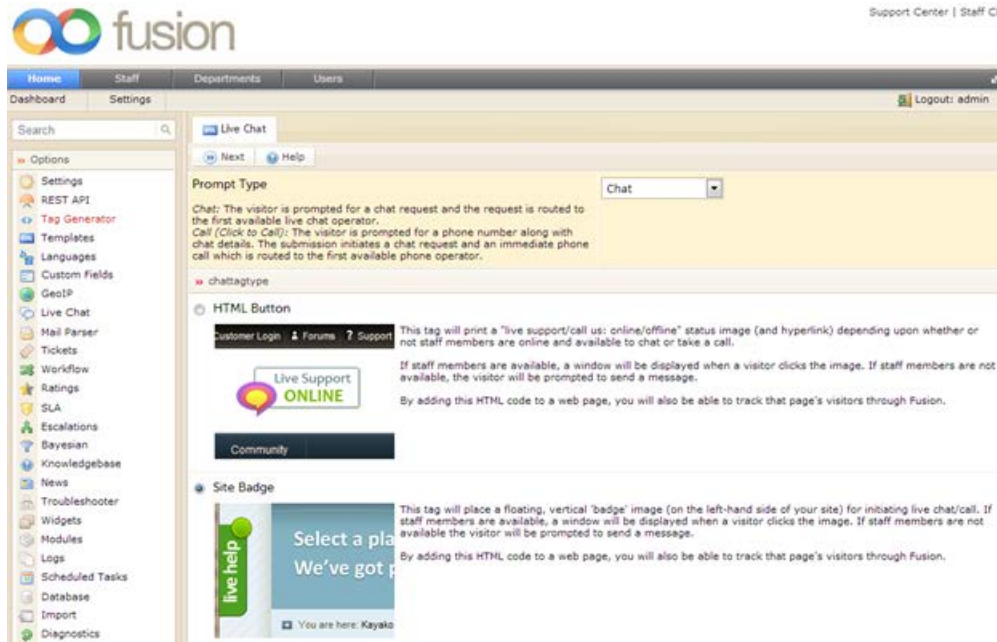 Support Center | Staff C
fusion
Home Staff Departments Users
Dashboard Settings Logout: admin
Search
Live Chat
» Options
Next Help
Settings
REST API
Tag Generator
Templates
Languages
Custom Fields
GeoIP
Live Chat
Mail Parser
Tickets
Workflow
Ratings
SLA
Escalations
Bayesian
Knowledgebase
News
Troubleshooter
Widgets
Modules
Logs
Scheduled Tasks
Database
Import
Diagnostics
Prompt Type
Chat
Chat: The visitor is prompted for a chat request and the request is routed to
the first available live chat operator.
Call (Click to Call): The visitor is prompted for a phone number along with
chat details. The submission initiates a chat request and an immediate phone
call which is routed to the first available phone operator.
» chattagtype
HTML Button
Customer Login Forums ? Support
Live Support
ONLINE
Community
This tag will print a "live support/call us: online/offline" status image (and hyperlink) depending upon whether or
not staff members are online and available to chat or take a call.
If staff members are available, a window will be displayed when a visitor clicks the image. If staff members are not
available, the visitor will be prompted to send a message.
By adding this HTML code to a web page, you will also be able to track that page's visitors through Fusion.
Site Badge
live help
Select a pla
We've got p
You are here: Kayako
This tag will place a floating, vertical 'badge' image (on the left-hand side of your site) for initiating live chat/call. If
staff members are available, a window will be displayed when a visitor clicks the image. If staff members are not
available the visitor will be prompted to send a message.
By adding this HTML code to a web page, you will also be able to track that page's visitors through Fusion.